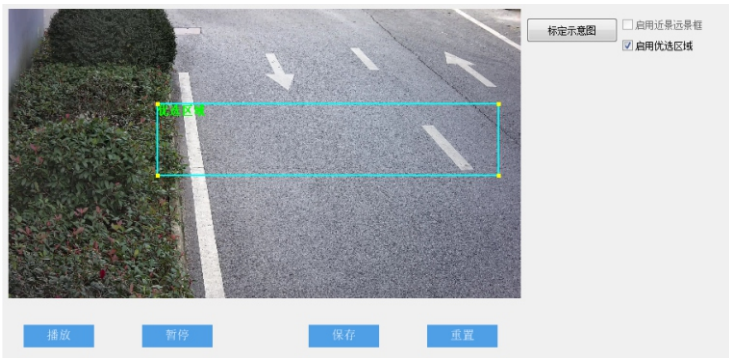 标定示意图
启用近景远景框
启用优选区域
优选区域
播放
暂停
保存
重置